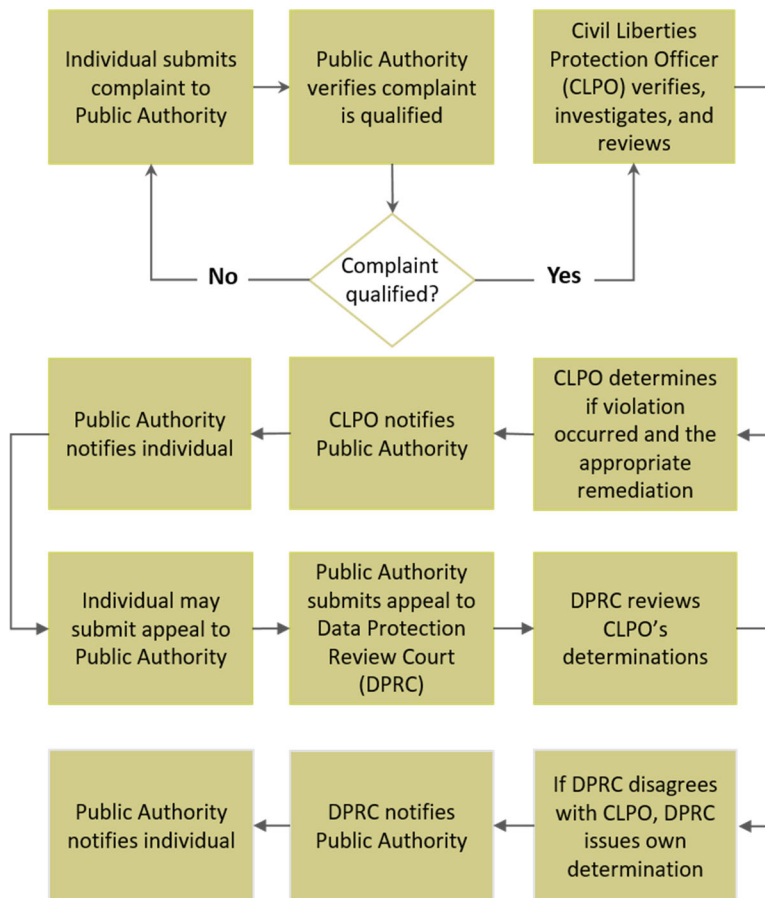 Individual submits
complaint to
Public Authority
Public Authority
verifies complaint
is qualified
Civil Liberties
Protection Officer
(CLPO) verifies,
investigates, and
reviews
No
Complaint
qualified?
Yes
Public Authority
notifies individual
CLPO notifies
Public Authority
CLPO determines
if violation
occurred and the
appropriate
remediation
Individual may
submit appeal to
Public Authority
Public Authority
submits appeal to
Data Protection
Review Court
(DPRC)
DPRC reviews
CLPO’s
determinations
Public Authority
notifies individual
DPRC notifies
Public Authority
If DPRC disagrees
with CLPO, DPRC
issues own
determination